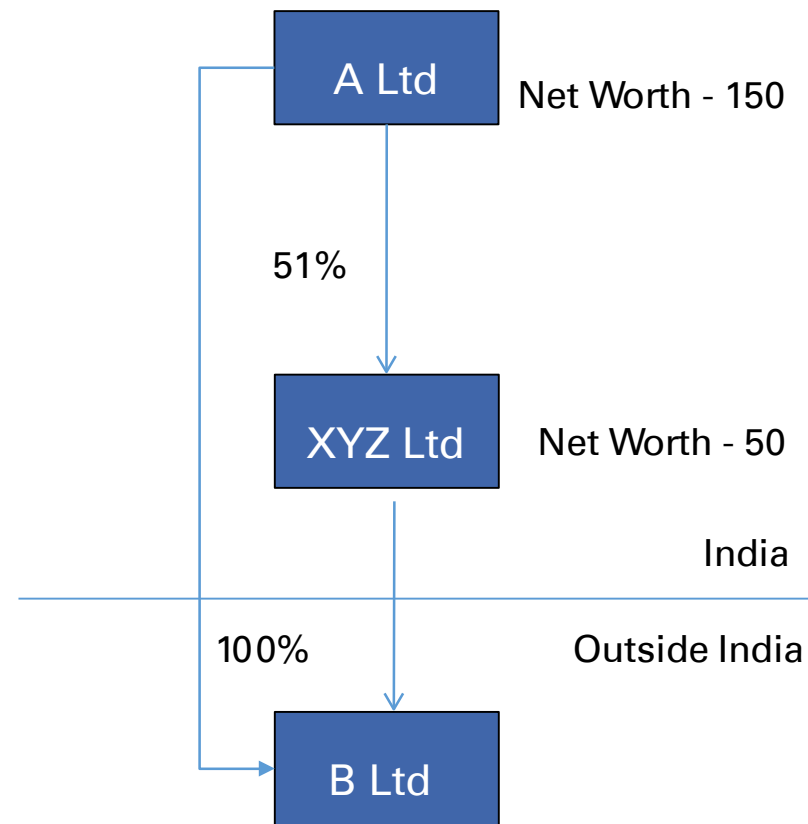 A Ltd
Net Worth - 150
51%
XYZ Ltd
Net Worth - 50
India
100%
Outside India
B Ltd